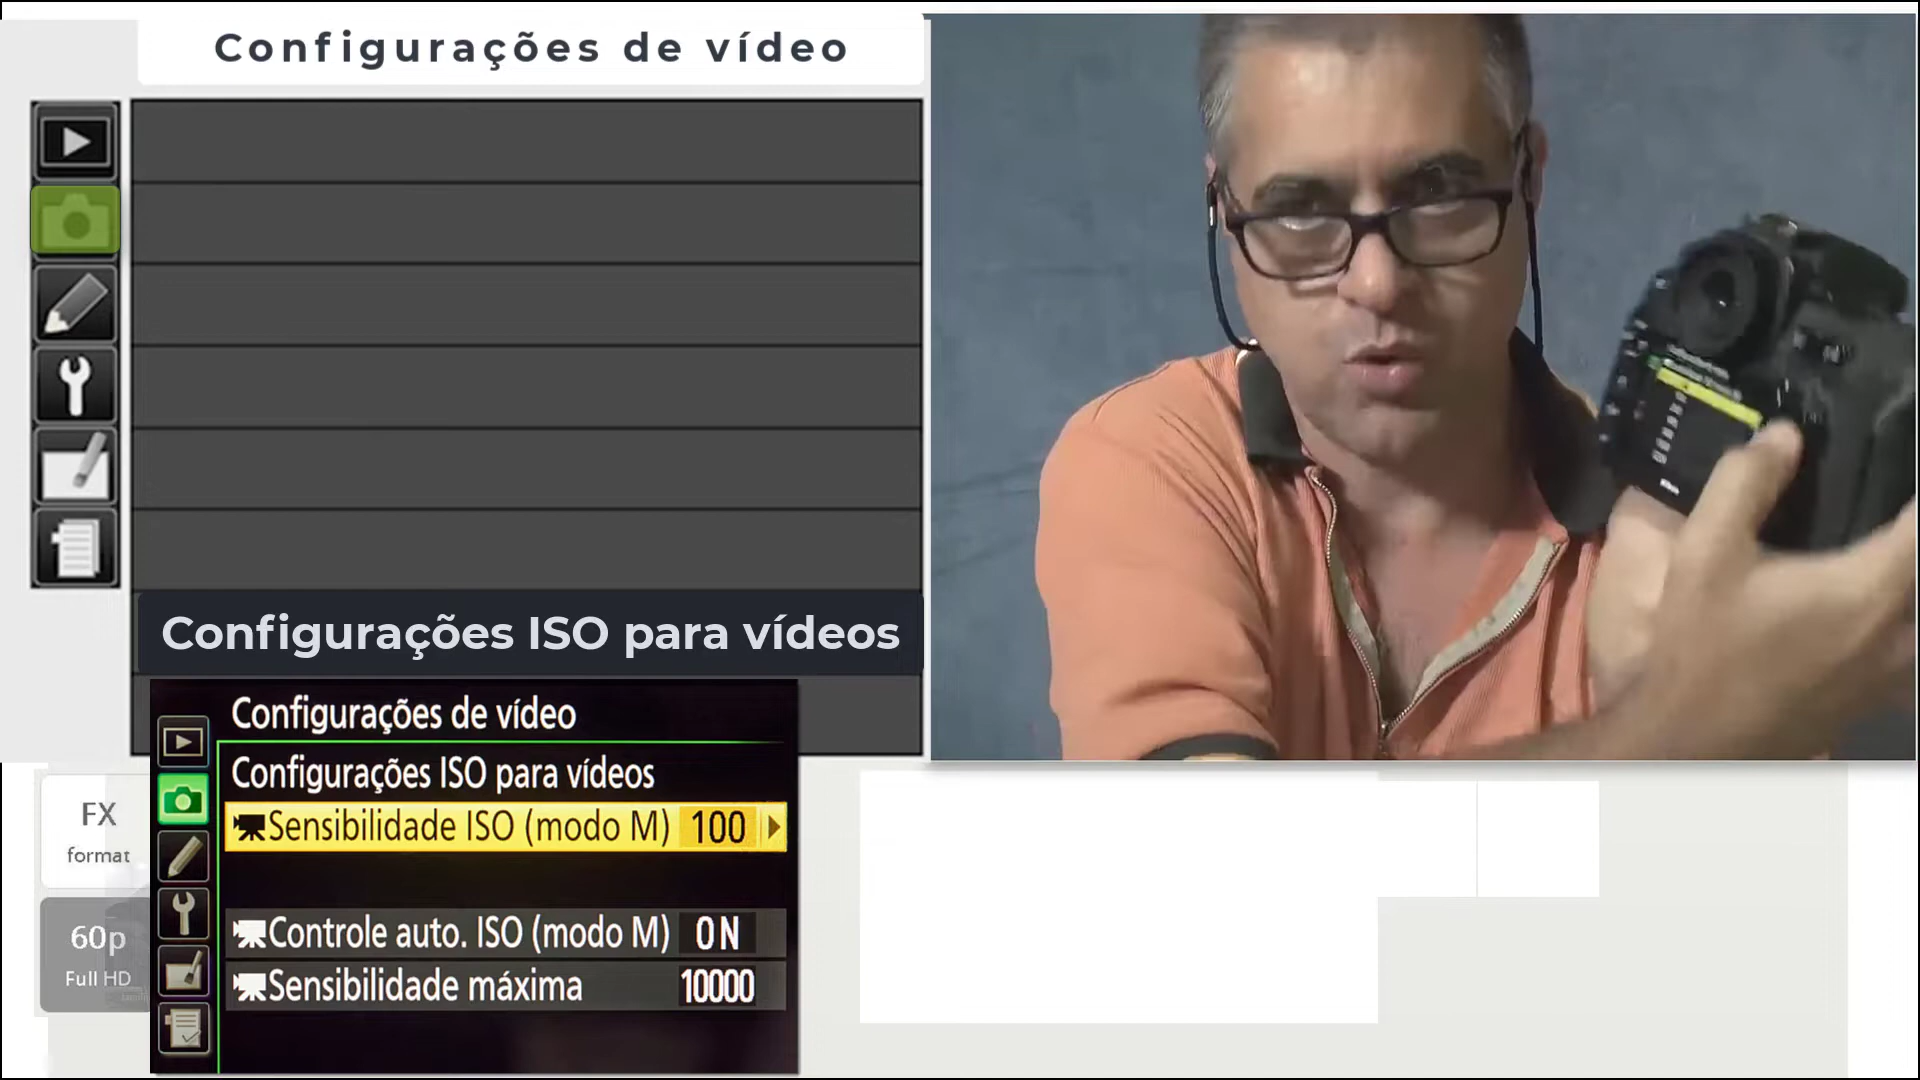 Configurações de vídeo
Configurações ISO para vídeos
Configurações de vídeo
Configurações ISO para vídeos
Sensibilidade ISO (modo M) 100
Controle auto. ISO (modo M) ON
Sensibilidade máxima 10000
FX
format
60p
Full HD